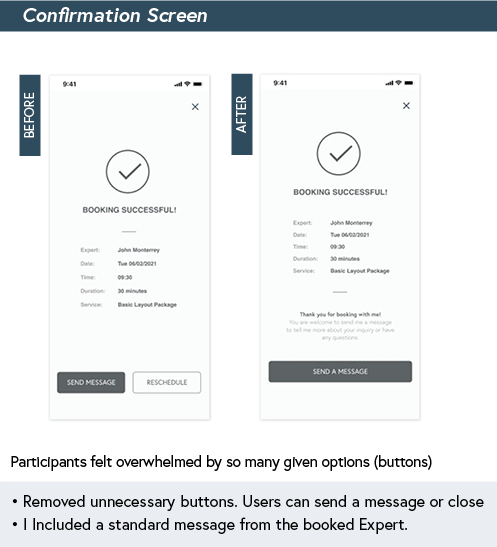 Confirmation Screen
BEFORE
9:41
BOOKING SUCCESSFUL!
Expert: John Monterrey
Date: Tue 06/02/2021
Time: 09:30
Duration: 30 minutes
Service: Basic Layout Package
SEND MESSAGE
RESCHEDULE
AFTER
9:41
BOOKING SUCCESSFUL!
Expert: John Monterrey
Date: Tue 06/02/2021
Time: 09:30
Duration: 30 minutes
Service: Basic Layout Package
Thank you for booking with me!
You are welcome to send me a message
to tell me more about your inquiry or have
any questions.
SEND A MESSAGE
Participants felt overwhelmed by so many given options (buttons)
• Removed unnecessary buttons. Users can send a message or close
• I Included a standard message from the booked Expert.